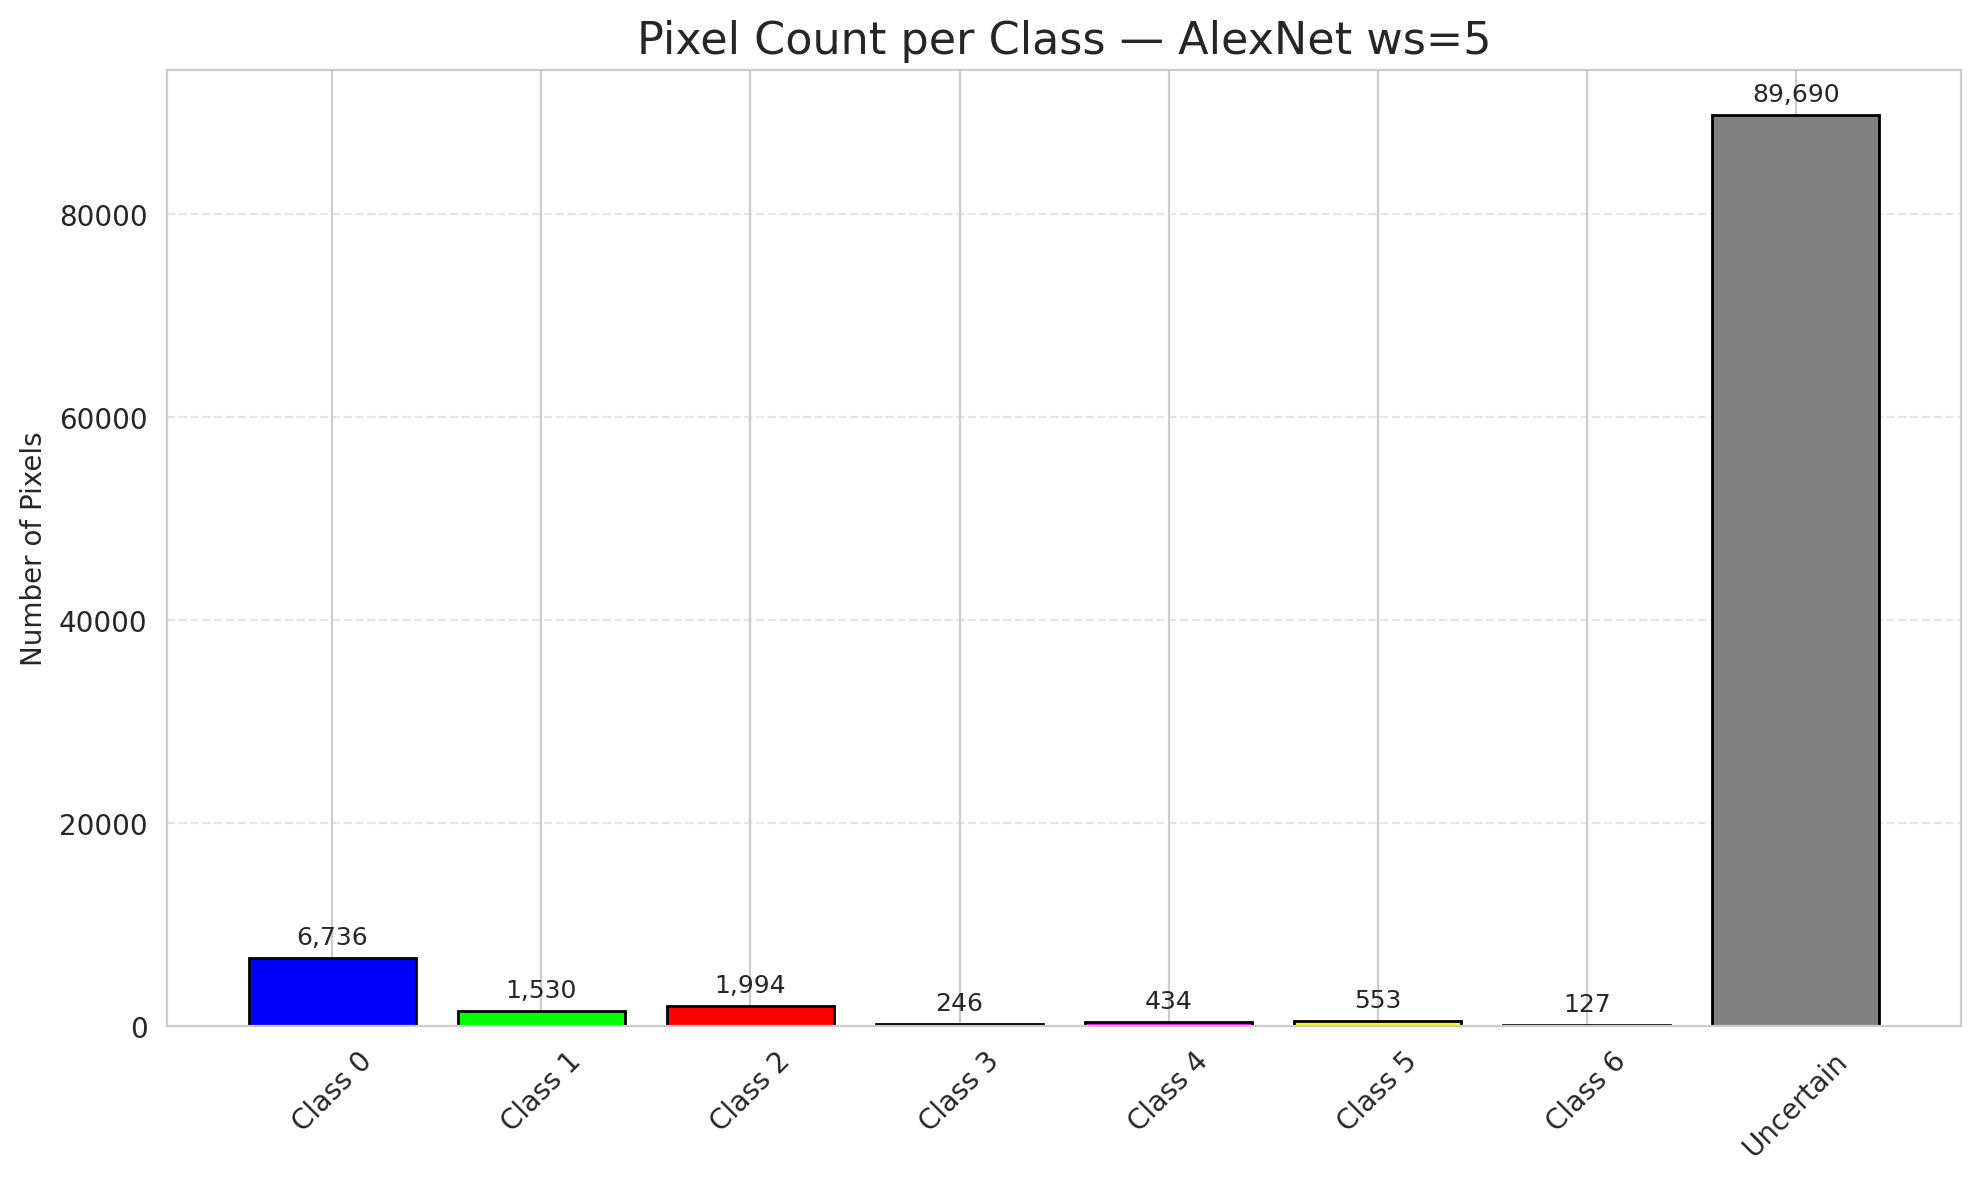 Pixel Count per Class — AlexNet ws=5
Number of Pixels
80000
60000
40000
20000
0
6,736
1,530
1,994
246
434
553
127
89,690
Class 0
Class 1
Class 2
Class 3
Class 4
Class 5
Class 6
Uncertain